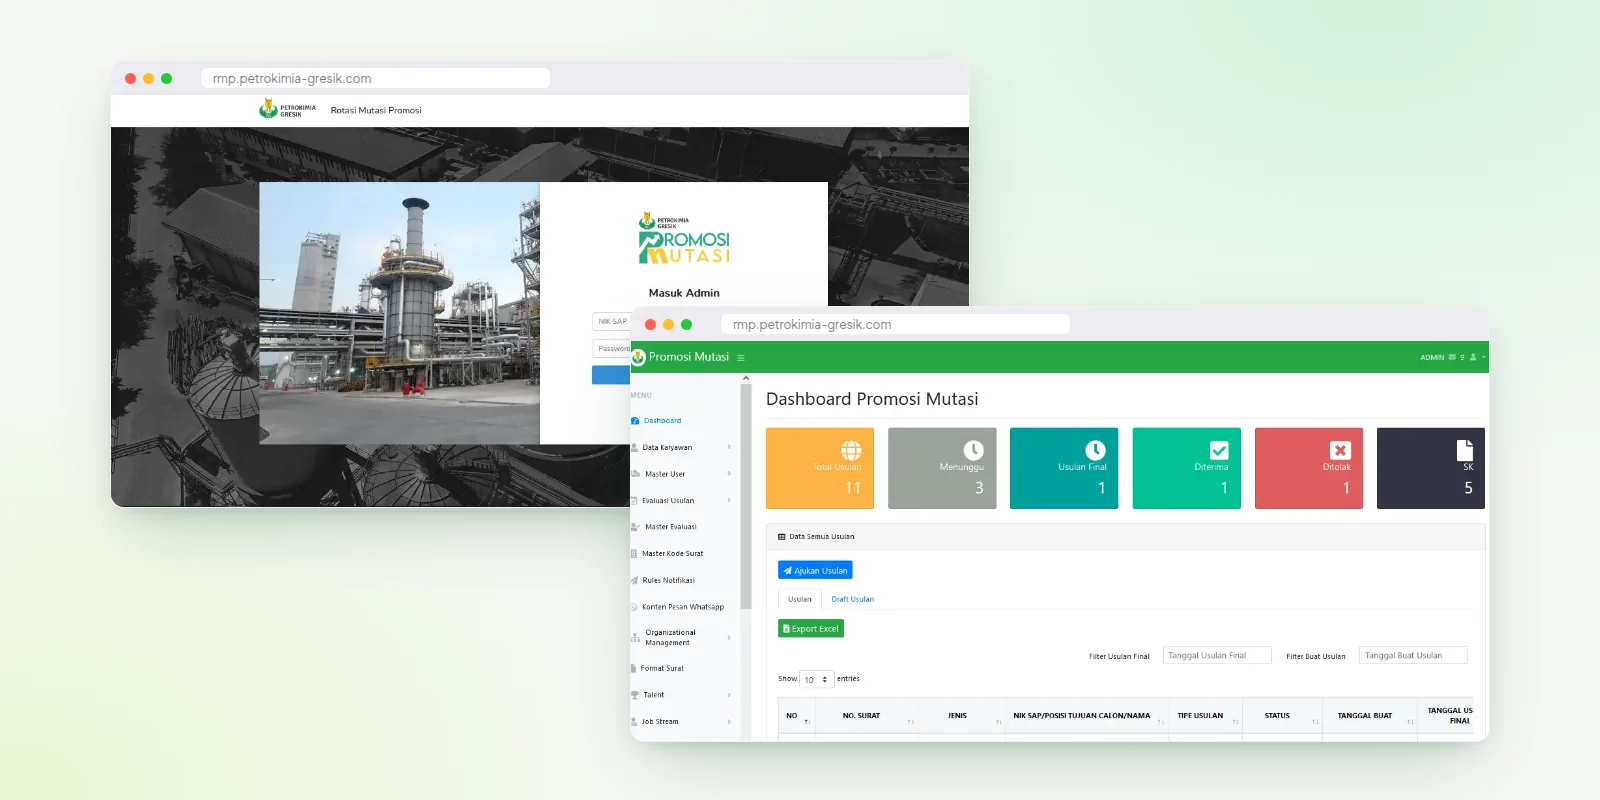 rmp.petrokimia-gresik.com
PETROKIMIA
GRESIK
Rotasi Mutasi Promosi
PETROKIMIA
GRESIK
PROMOSI
MUTASI
Masuk Admin
NIK SAP
Password
rmp.petrokimia-gresik.com
Promosi Mutasi
ADMIN 9
MENU
Dashboard
Data Karyawan
Master User
Evaluasi Usulan
Master Evaluasi
Master Kode Surat
Rules Notifikasi
Konten Pesan Whatsapp
Organizational
Management
Format Surat
Talent
Job Stream
Dashboard Promosi Mutasi
Total Usulan
11
Menunggu
3
Usulan Final
1
Diterima
1
Ditolak
1
SK
5
Data Semua Usulan
Ajukan Usulan
Usulan Draft Usulan
Export Excel
Filter Usulan Final Tanggal Usulan Final Filter Buat Usulan Tanggal Buat Usulan
Show 10 entries
NO NO. SURAT JENIS NIK SAP/POSISI TUJUAN CALON/NAMA TIPE USULAN STATUS TANGGAL BUAT TANGGAL US
FINAL